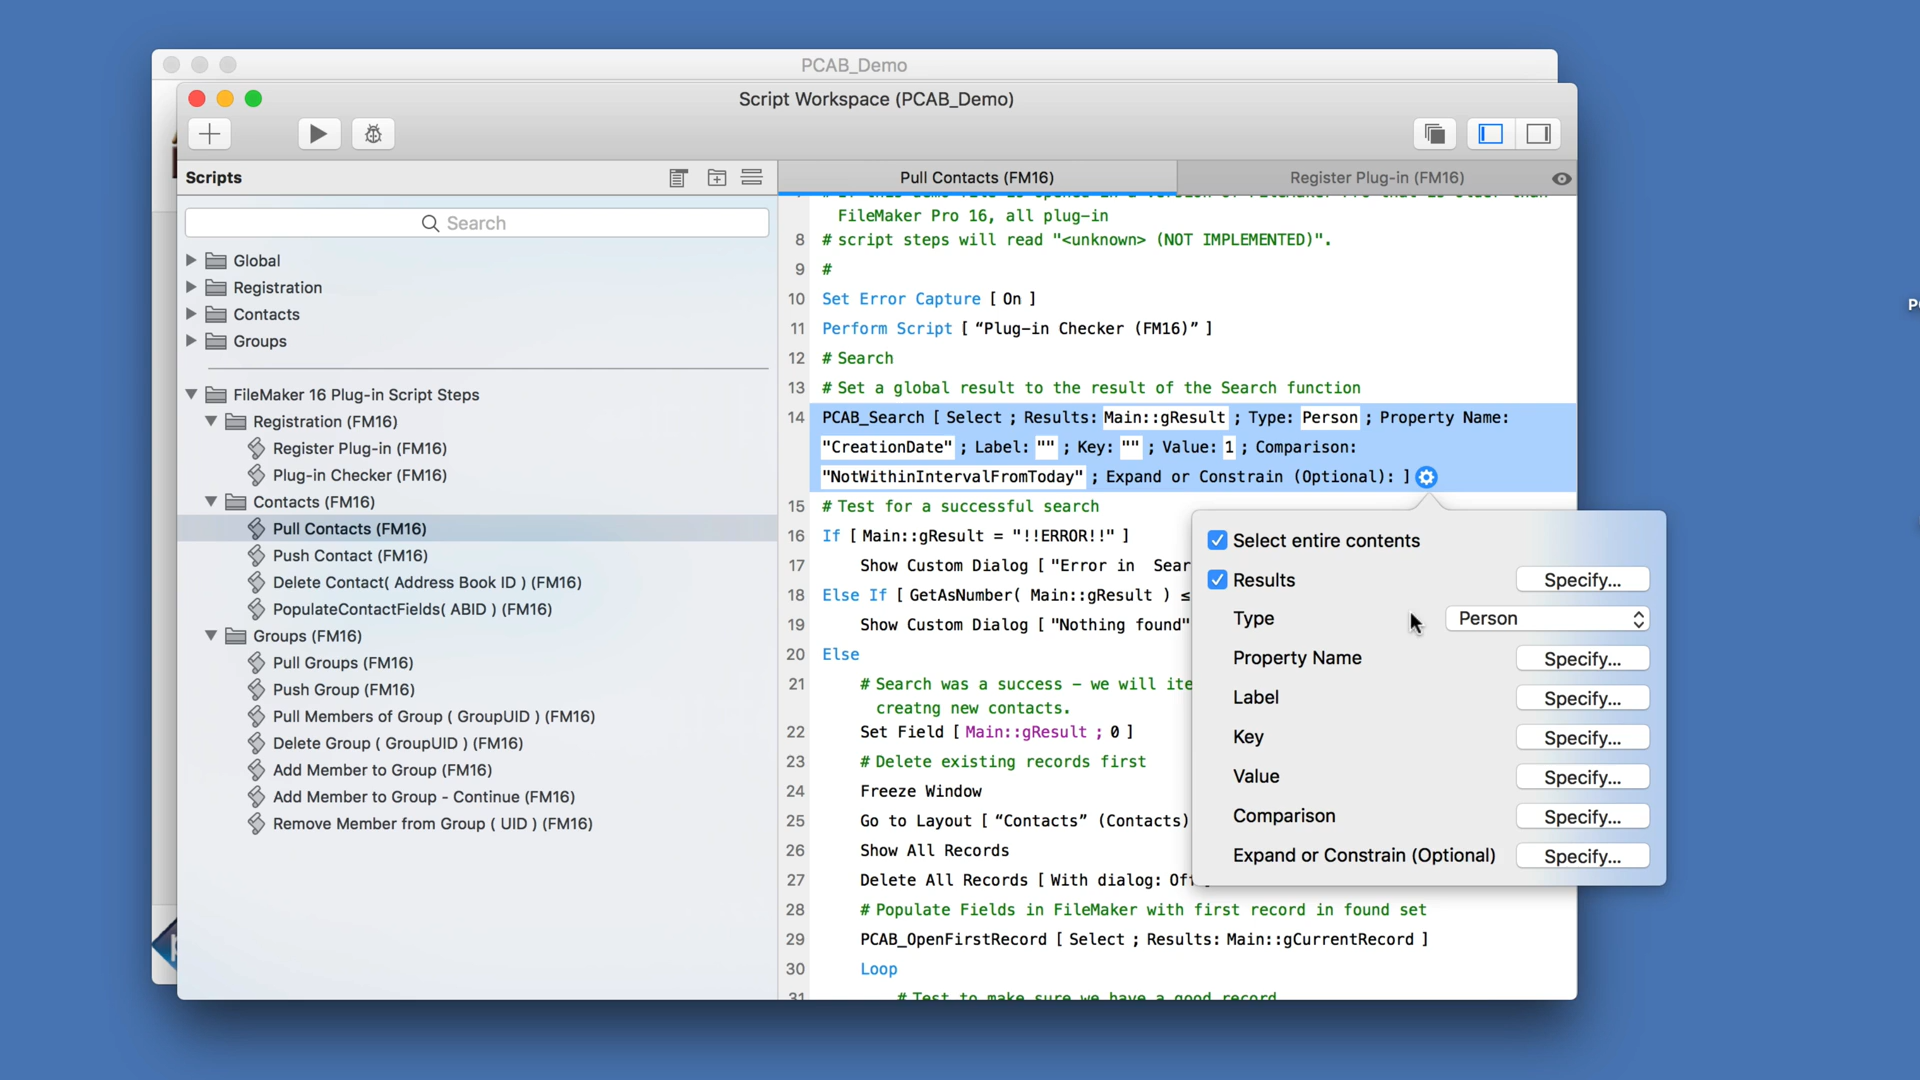 PCAB_Demo
Script Workspace (PCAB_Demo)
Scripts
Pull Contacts (FM16)
Register Plug-in (FM16)
Search
Global
Registration
Contacts
Groups
FileMaker 16 Plug-in Script Steps
Registration (FM16)
Register Plug-in (FM16)
Plug-in Checker (FM16)
Contacts (FM16)
Pull Contacts (FM16)
Push Contact (FM16)
Delete Contact( Address Book ID ) (FM16)
PopulateContactFields( ABID ) (FM16)
Groups (FM16)
Pull Groups (FM16)
Push Group (FM16)
Pull Members of Group ( GroupUID ) (FM16)
Delete Group ( GroupUID ) (FM16)
Add Member to Group (FM16)
Add Member to Group - Continue (FM16)
Remove Member from Group ( UID ) (FM16)
FileMaker Pro 16, all plug-in
8 # script steps will read "<unknown> (NOT IMPLEMENTED)".
9 #
10 Set Error Capture [ On ]
11 Perform Script [ “Plug-in Checker (FM16)” ]
12 # Search
13 # Set a global result to the result of the Search function
14 PCAB_Search [ Select ; Results: Main::gResult ; Type: Person ; Property Name:
"CreationDate" ; Label: "" ; Key: "" ; Value: 1 ; Comparison:
"NotWithinIntervalFromToday" ; Expand or Constrain (Optional): ]
15 # Test for a successful search
16 If [ Main::gResult = "!!ERROR!!" ]
17 Show Custom Dialog [ "Error in Sear
18 Else If [ GetAsNumber( Main::gResult ) ≤
19 Show Custom Dialog [ "Nothing found"
20 Else
21 # Search was a success – we will ite
creatng new contacts.
22 Set Field [ Main::gResult ; 0 ]
23 # Delete existing records first
24 Freeze Window
25 Go to Layout [ “Contacts” (Contacts)
26 Show All Records
27 Delete All Records [ With dialog: Off
28 # Populate Fields in FileMaker with first record in found set
29 PCAB_OpenFirstRecord [ Select ; Results: Main::gCurrentRecord ]
30 Loop
31 # Test to make sure we have a good record
Select entire contents
Results Specify...
Type Person
Property Name Specify...
Label Specify...
Key Specify...
Value Specify...
Comparison Specify...
Expand or Constrain (Optional) Specify...